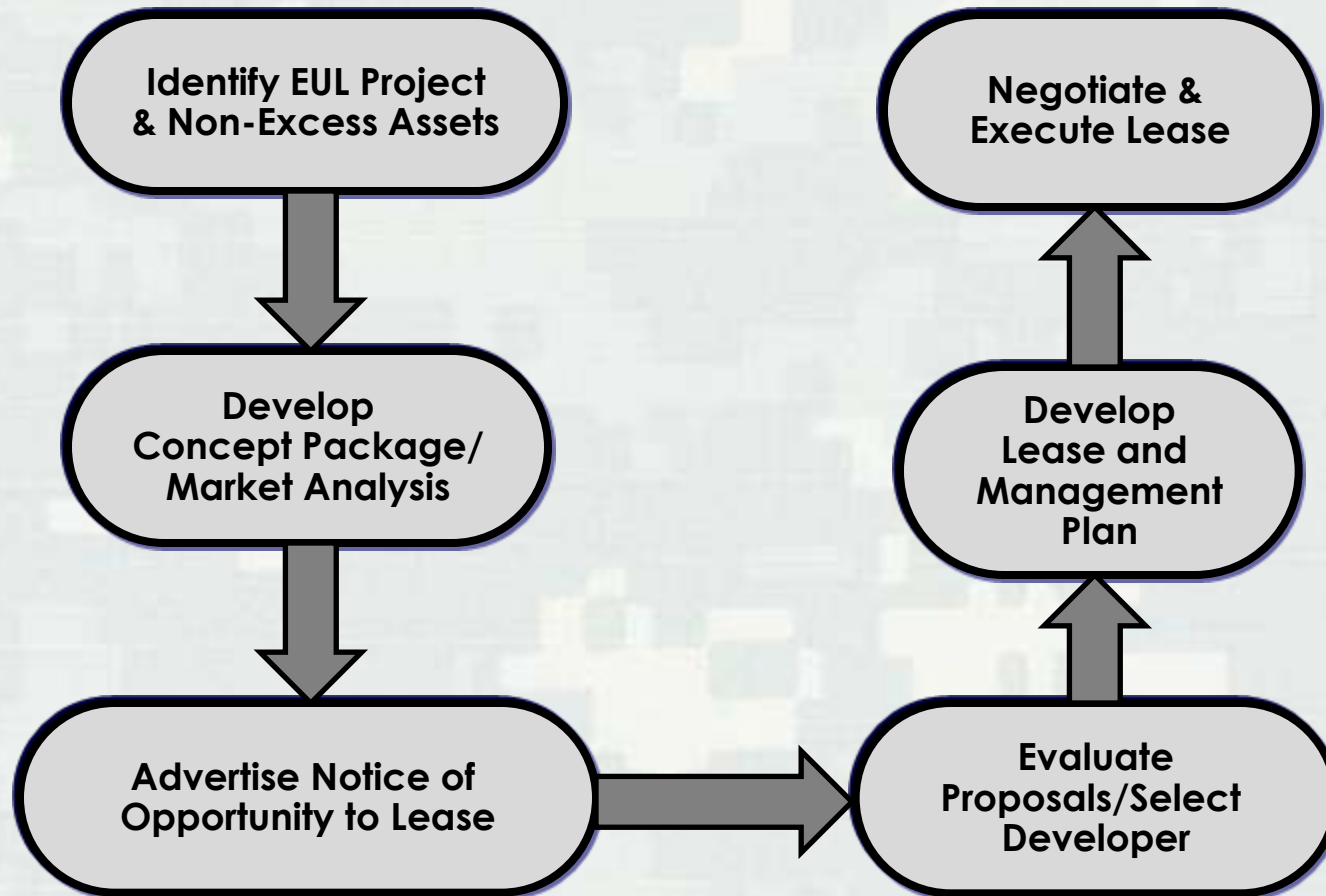 Identify EUL Project
& Non-Excess Assets
Develop
Concept Package/
Market Analysis
Advertise Notice of
Opportunity to Lease
Evaluate
Proposals/Select
Developer
Develop
Lease and
Management
Plan
Negotiate &
Execute Lease